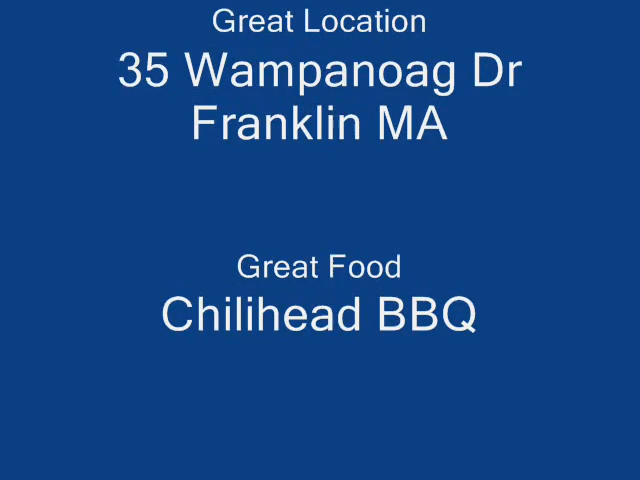 Great Location
35 Wampanoag Dr
Franklin MA
Great Food
Chilihead BBQ